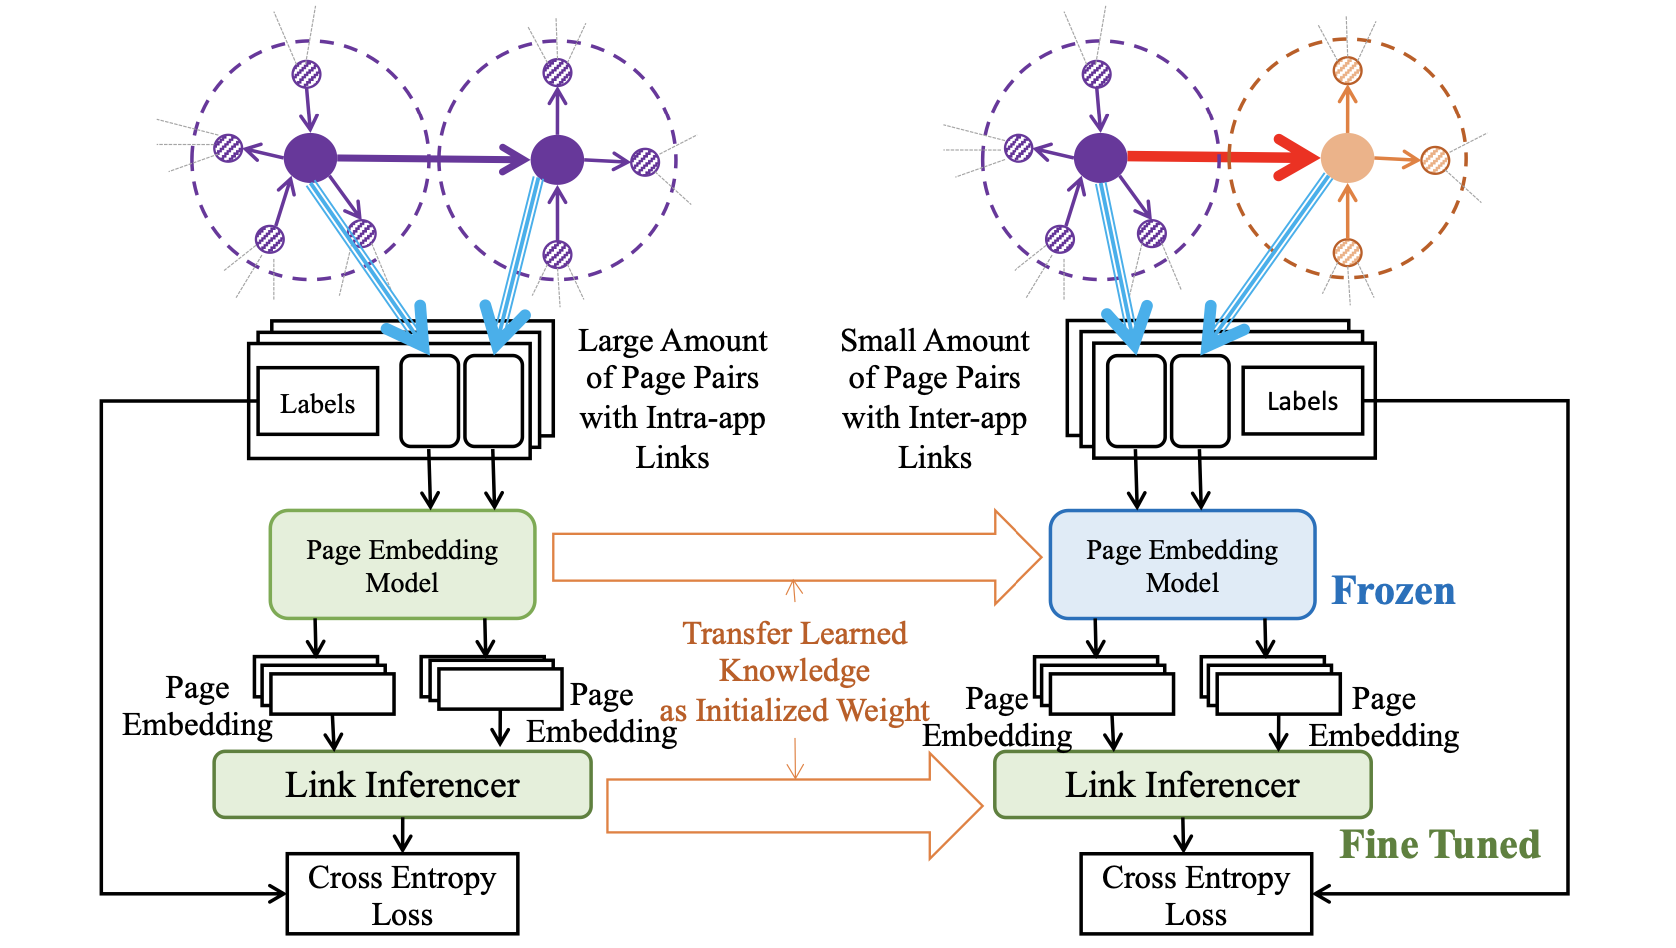 Labels
Large Amount
of Page Pairs
with Intra-app
Links
Small Amount
of Page Pairs
with Inter-app
Links
Labels
Page Embedding
Model
Page Embedding
Model
Frozen
Transfer Learned
Knowledge
as Initialized Weight
Page
Embedding
Page
Embedding
Page
Embedding
Page
Embedding
Link Inferencer
Link Inferencer
Fine Tuned
Cross Entropy
Loss
Cross Entropy
Loss